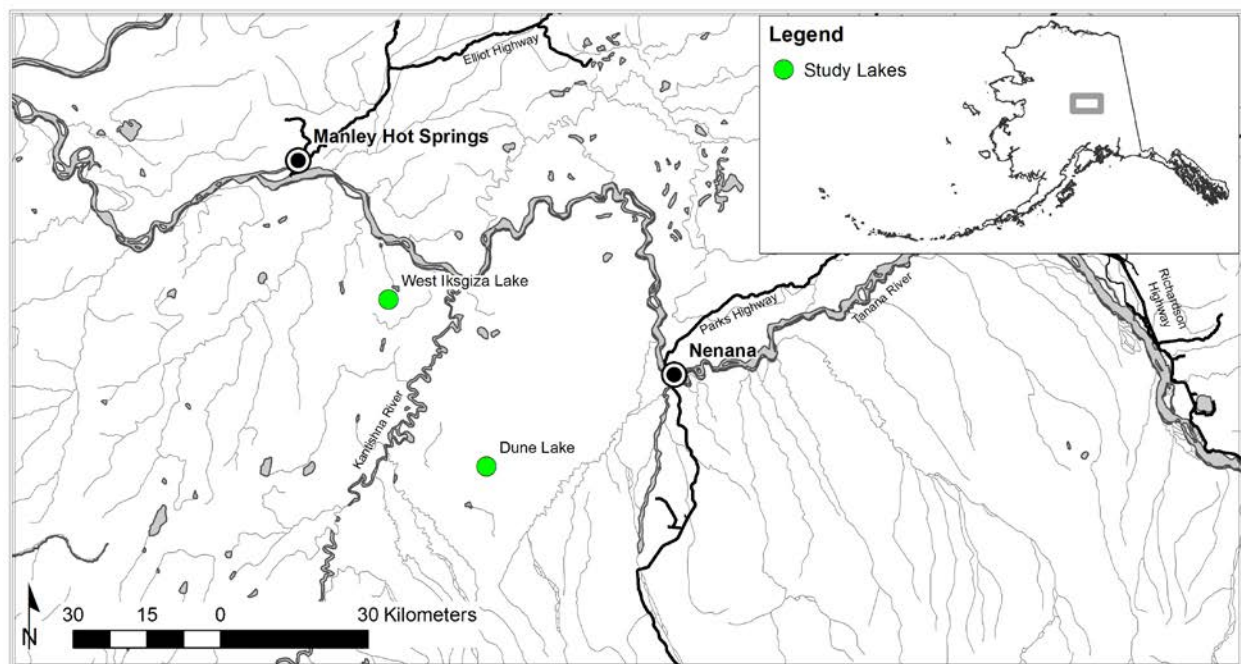 Elliot Highway
Legend
Study Lakes
Manley Hot Springs
West Iksgiza Lake
Parks Highway
Tanana River
Richardson
Highway
Nenana
Kantishna River
Dune Lake
30 15 0 30 Kilometers
N